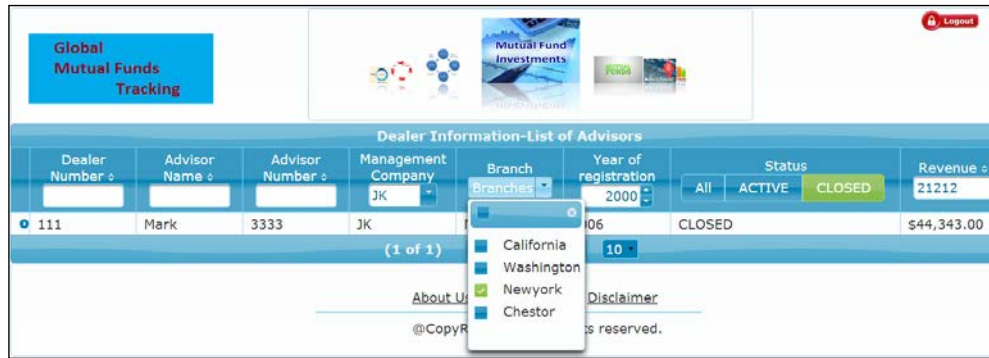 Logout
Global
Mutual Funds
Tracking
Mutual Fund
Investments
Dealer Information-List of Advisors
Dealer Number
Advisor Name
Advisor Number
Management Company
JK
Branch
Branches
Year of registration
2000
Status
All ACTIVE CLOSED
Revenue
21212
111 Mark 3333 JK 06 CLOSED $44,343.00
California
Washington
Newyork
Chestor
(1 of 1) 10
About Disclaimer
reserved.